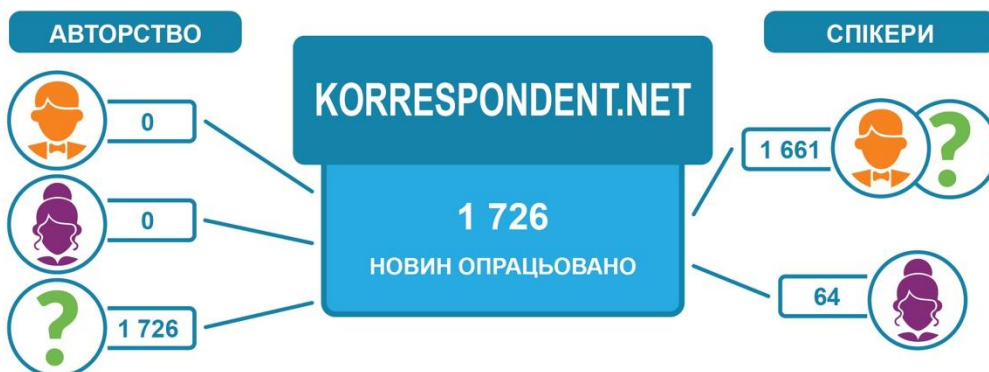 АВТОРСТВО
0
0
?
1 726
KORRESPONDENT.NET
1 726
НОВИН ОПРАЦЬОВАНО
СПІКЕРИ
1 661
?
64